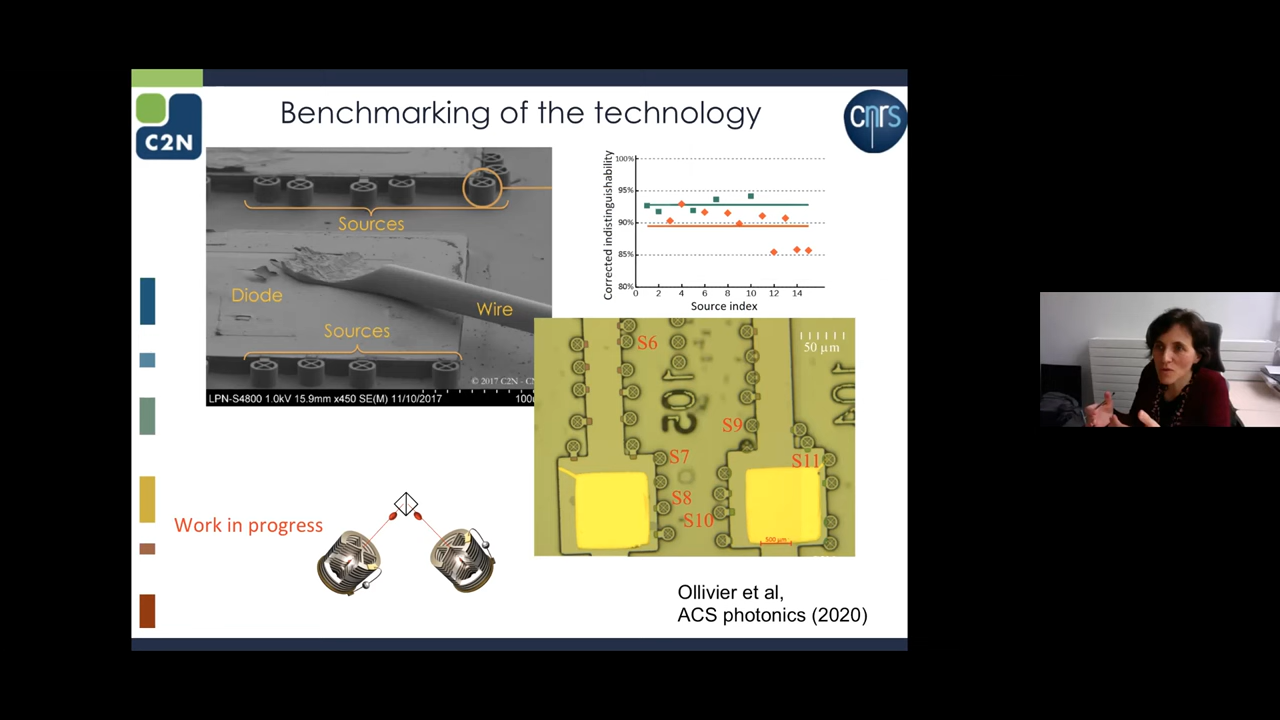 Benchmarking of the technology
C2N
cnrs
Sources
Diode
Wire
Sources
© 2017 C2N - C
LPN-S4800 1.0kV 15.9mm x450 SE(M) 11/10/2017
100
Corrected indistinguishability
100%
95%
90%
85%
80%
0 2 4 6 8 10 12 14
Source index
S6
50 µm
102
S9
S7
S11
S8
S10
500 µm
Work in progress
Ollivier et al,
ACS photonics (2020)